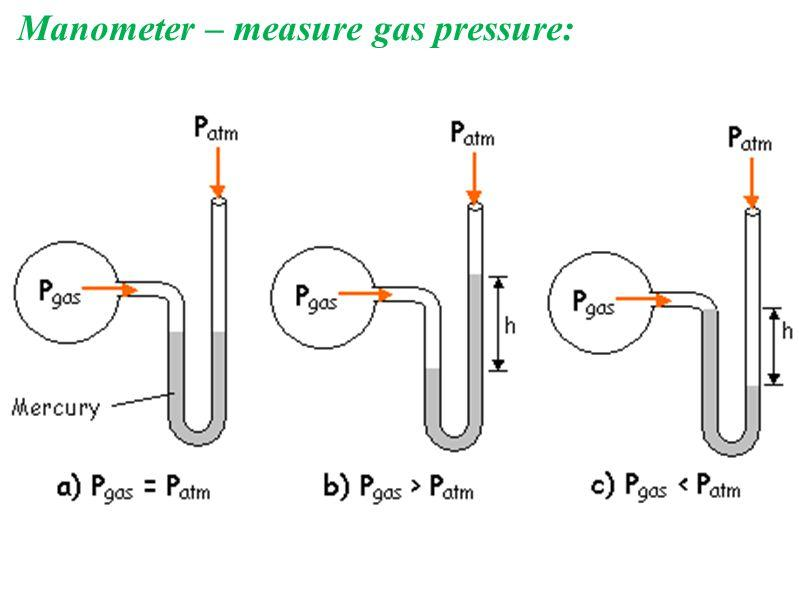 Manometer – measure gas pressure:
Patm
Patm
Patm
Pgas
Pgas
Pgas
h
h
Mercury
a) Pgas = Patm
b) Pgas > Patm
c) Pgas < Patm